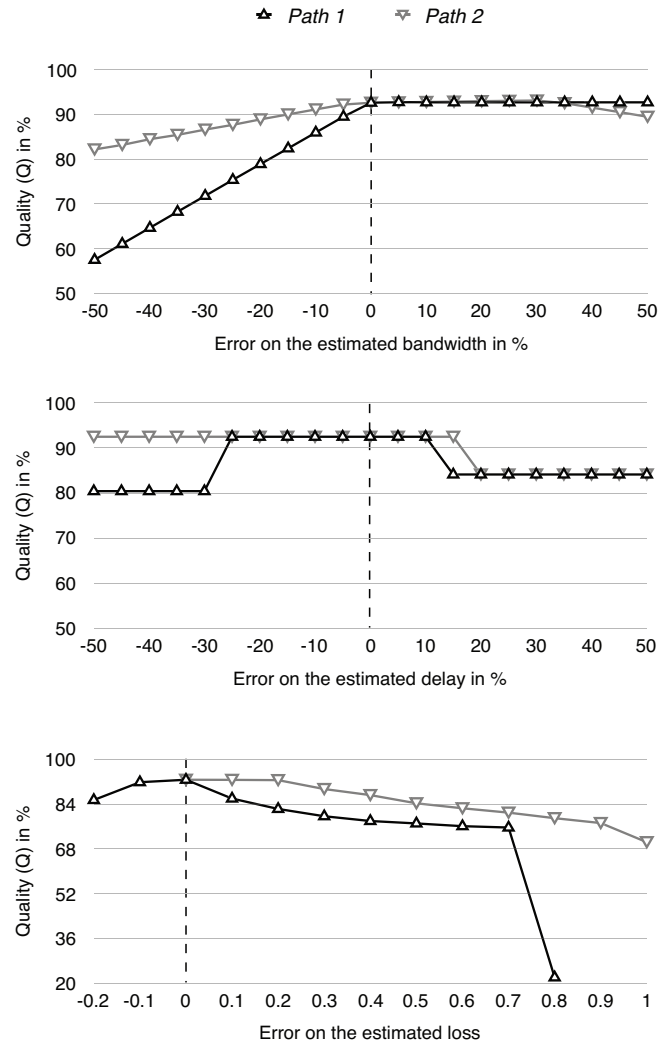 Path 1 Path 2
100
90
80
70
60
50
Quality (Q) in %
-50 -40 -30 -20 -10 0 10 20 30 40 50
Error on the estimated bandwidth in %
100
90
80
70
60
50
Quality (Q) in %
-50 -40 -30 -20 -10 0 10 20 30 40 50
Error on the estimated delay in %
100
84
68
52
36
20
Quality (Q) in %
-0.2 -0.1 0 0.1 0.2 0.3 0.4 0.5 0.6 0.7 0.8 0.9 1
Error on the estimated loss